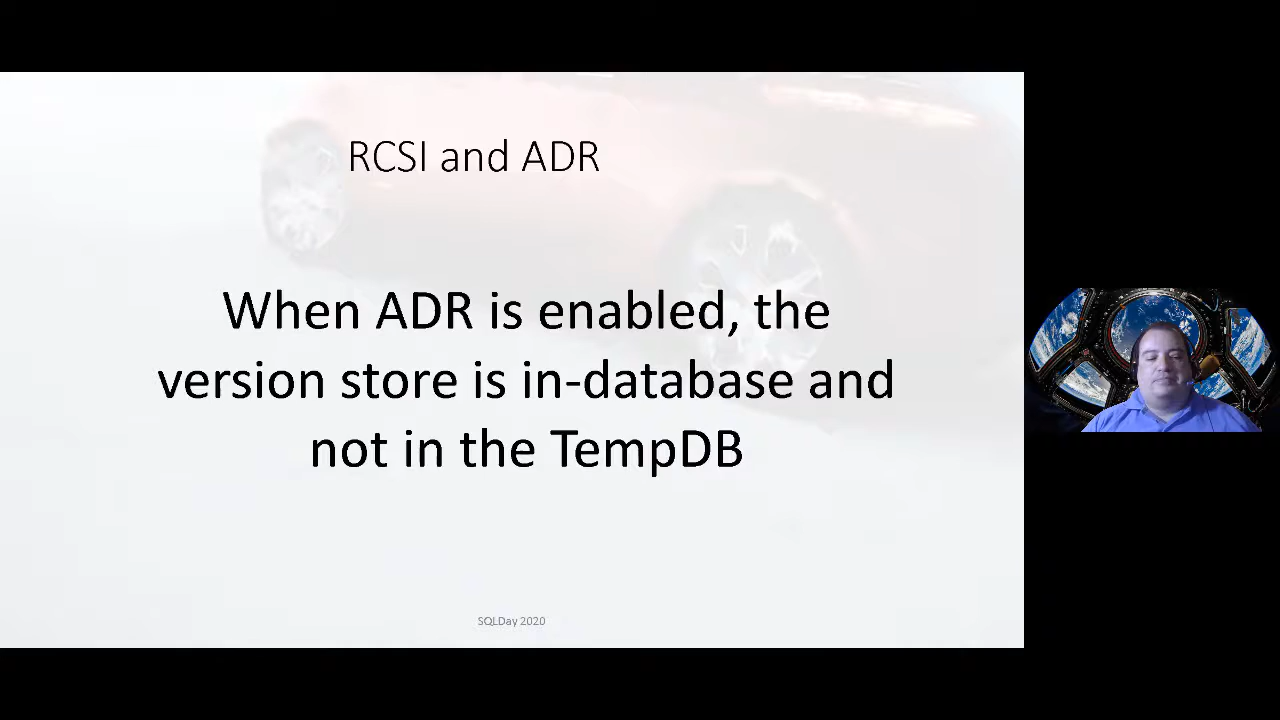 RCSI and ADR
When ADR is enabled, the
version store is in-database and
not in the TempDB
SQLDay 2020